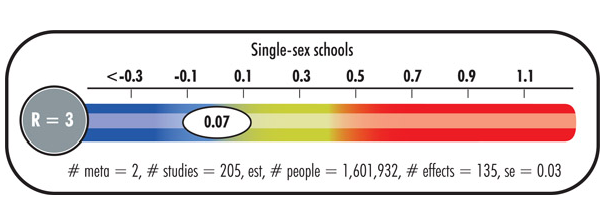 Single-sex schools
<-0.3 -0.1 0.1 0.3 0.5 0.7 0.9 1.1
R = 3 0.07
# meta = 2, # studies = 205, est, # people = 1,601,932, # effects = 135, se = 0.03